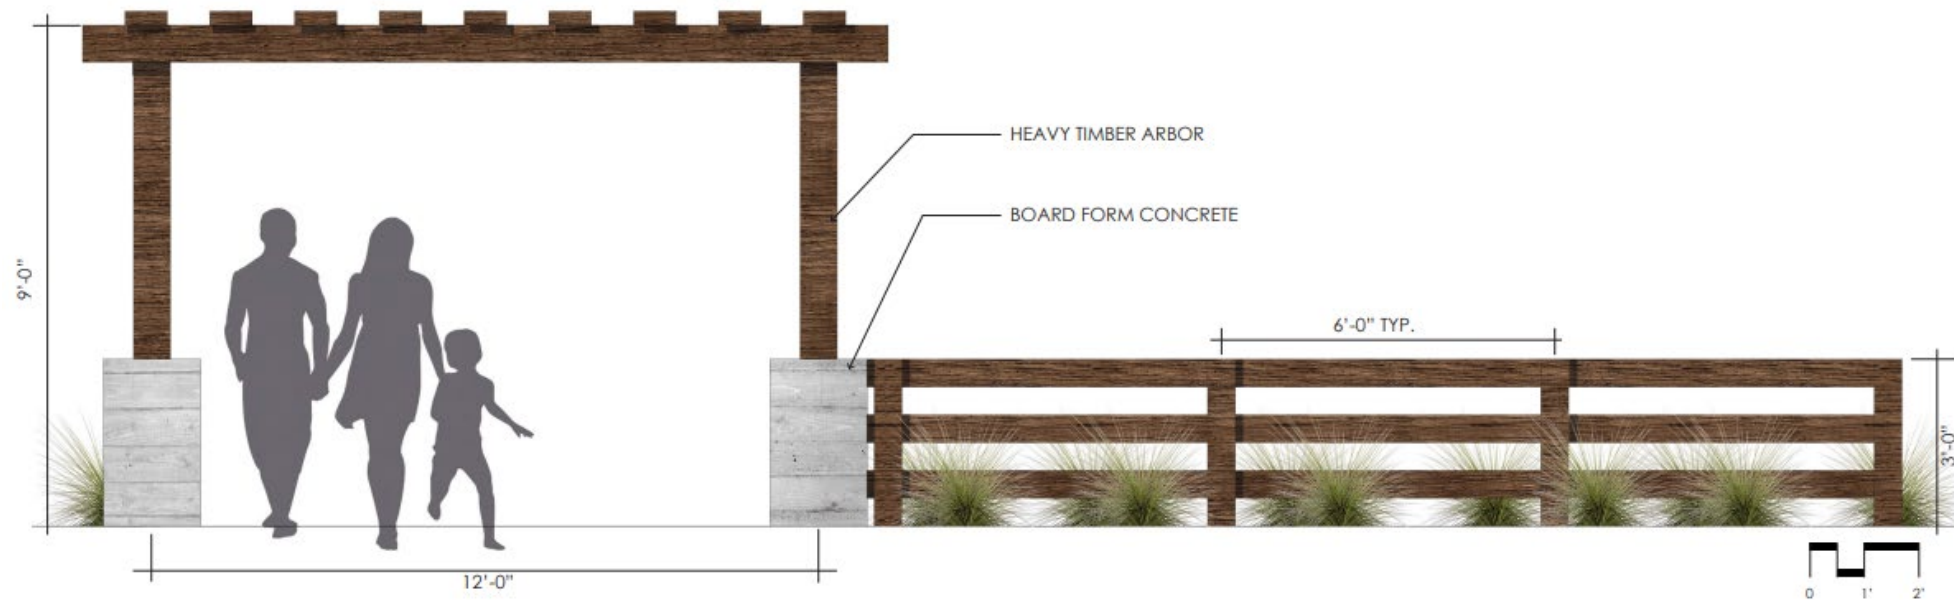 HEAVY TIMBER ARBOR
BOARD FORM CONCRETE
9'-0"
6'-0" TYP.
3'-0"
12'-0"
0 1' 2'